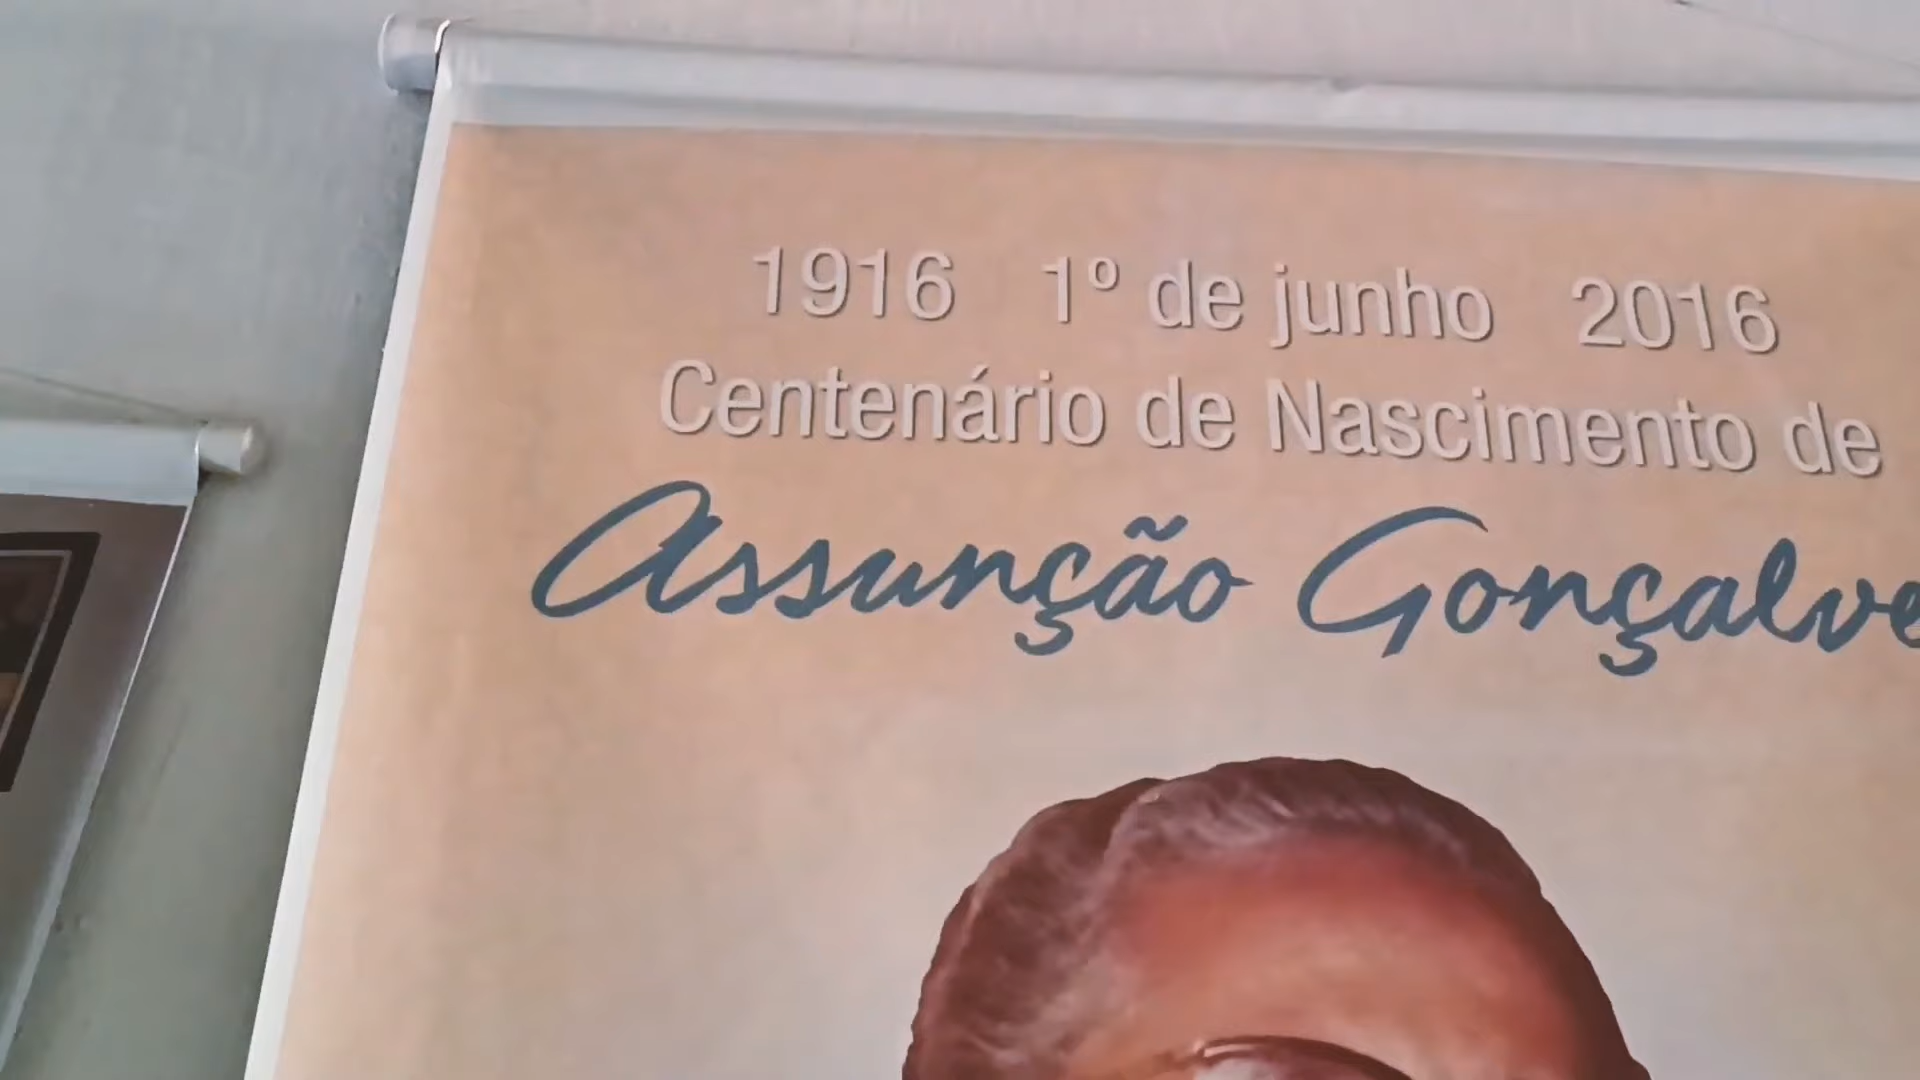 1916 1º de junho 2016
Centenário de Nascimento de
Assunção Gonçalve